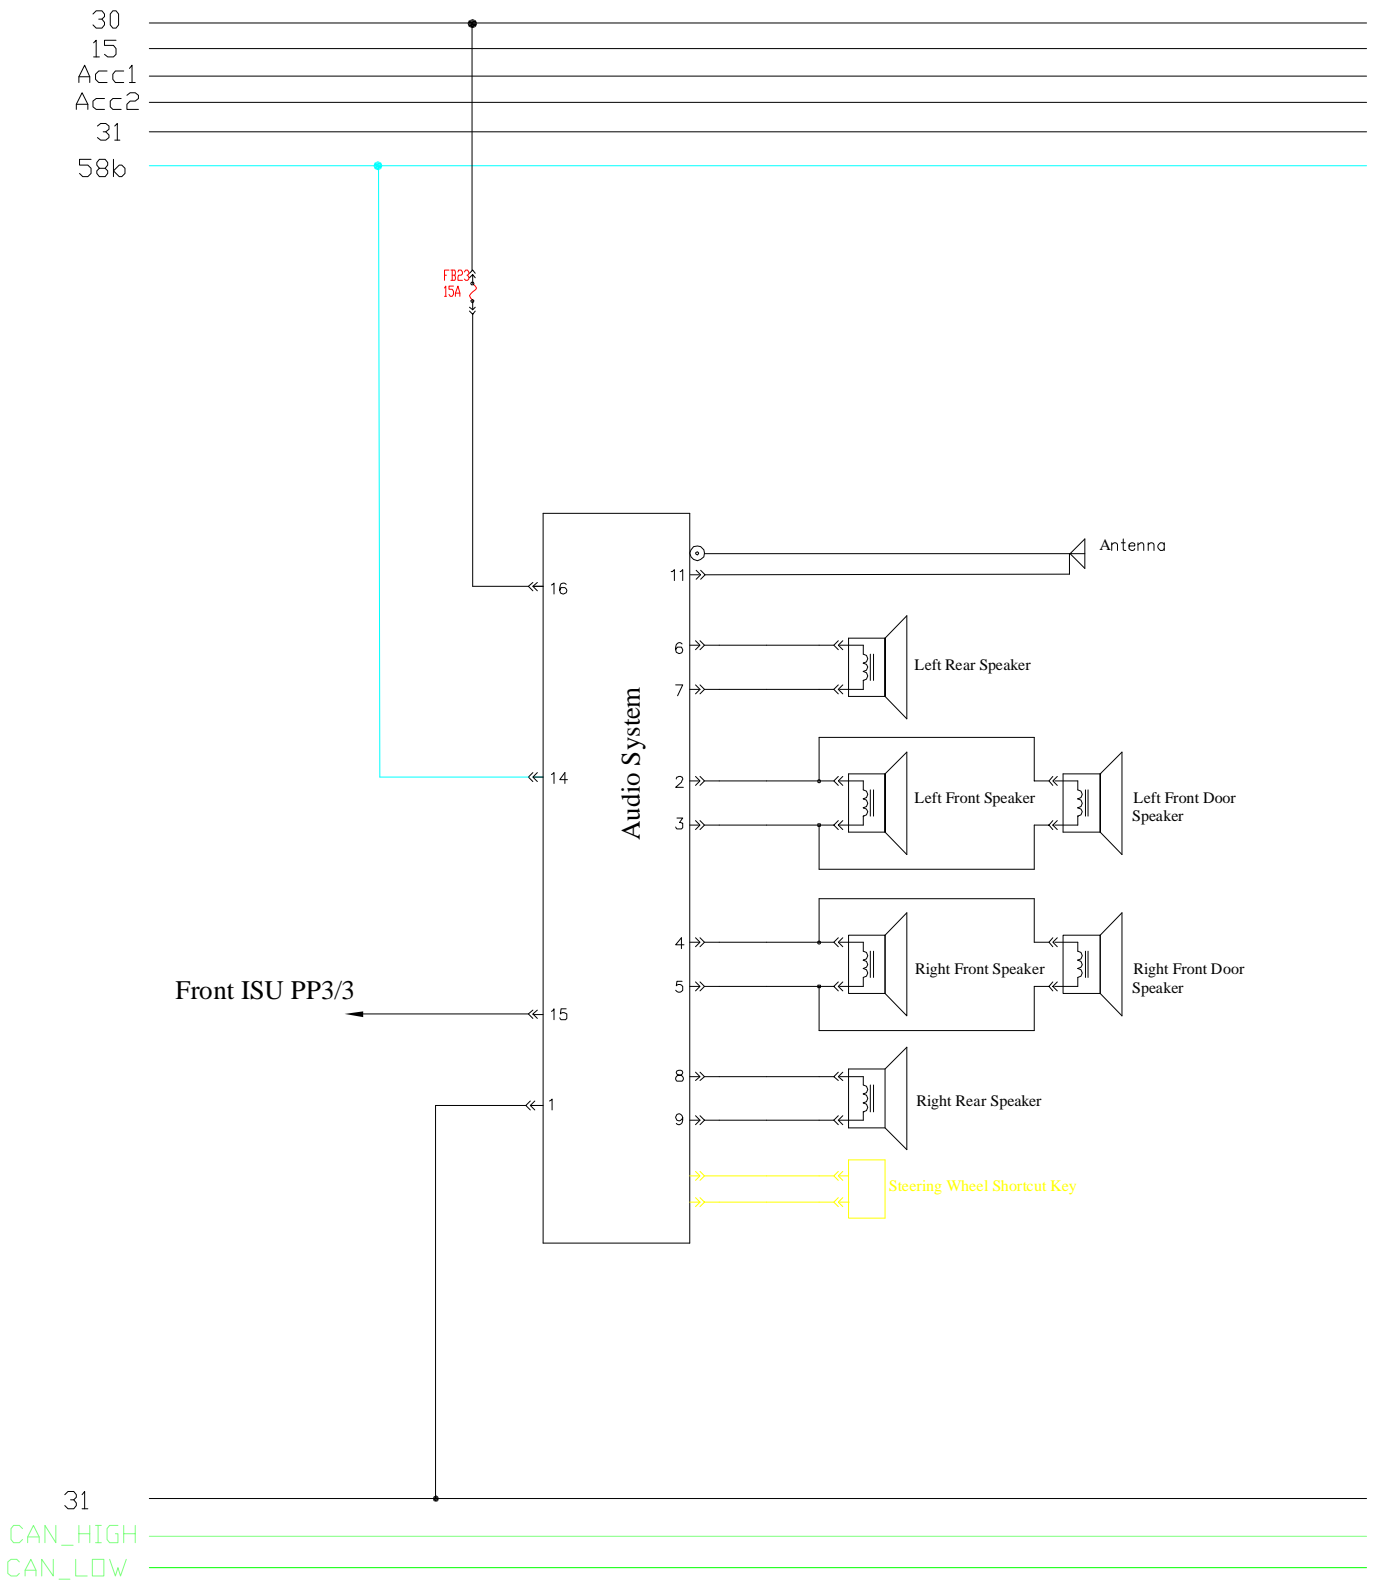 30
15
Acc1
Acc2
31
58b
FB23
15A
Antenna
11
16
6
Left Rear Speaker
7
Audio System
14
2
Left Front Speaker
Left Front Door
Speaker
3
4
Right Front Speaker
Right Front Door
Speaker
5
Front ISU PP3/3
15
8
1
Right Rear Speaker
9
Steering Wheel Shortcut Key
31
CAN_HIGH
CAN_LOW